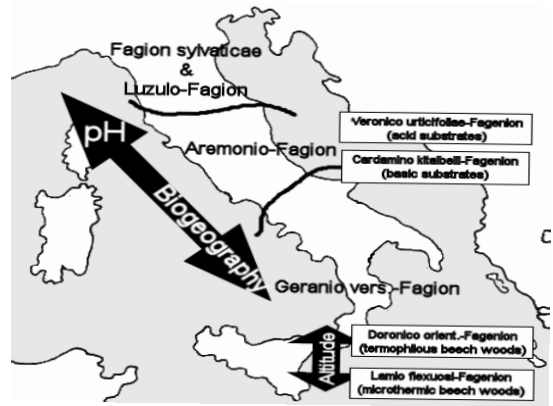 Fagion sylvaticae
&
Luzulo-Fagion
pH
Veronico urticifoliae-Fagenion
(acid substrates)
Aremonio-Fagion
Cardamino kitaibelii-Fagenion
(basic substrates)
Biogeography
Geranio vers.-Fagion
Altitude
Doronico orient.-Fagenion
(termophilous beech woods)
Lamio flexuosi-Fagenion
(microthermic beech woods)